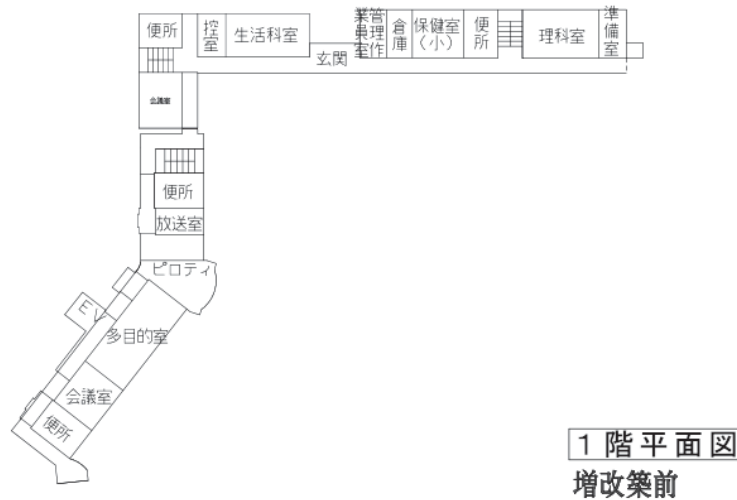 便所
控室
生活科室
玄関
管理作業員室
倉庫
保健室
（小）
便所
理科室
準備室
会議室
便所
放送室
ピロティ
EV
多目的室
会議室
便所
1階平面図
増改築前